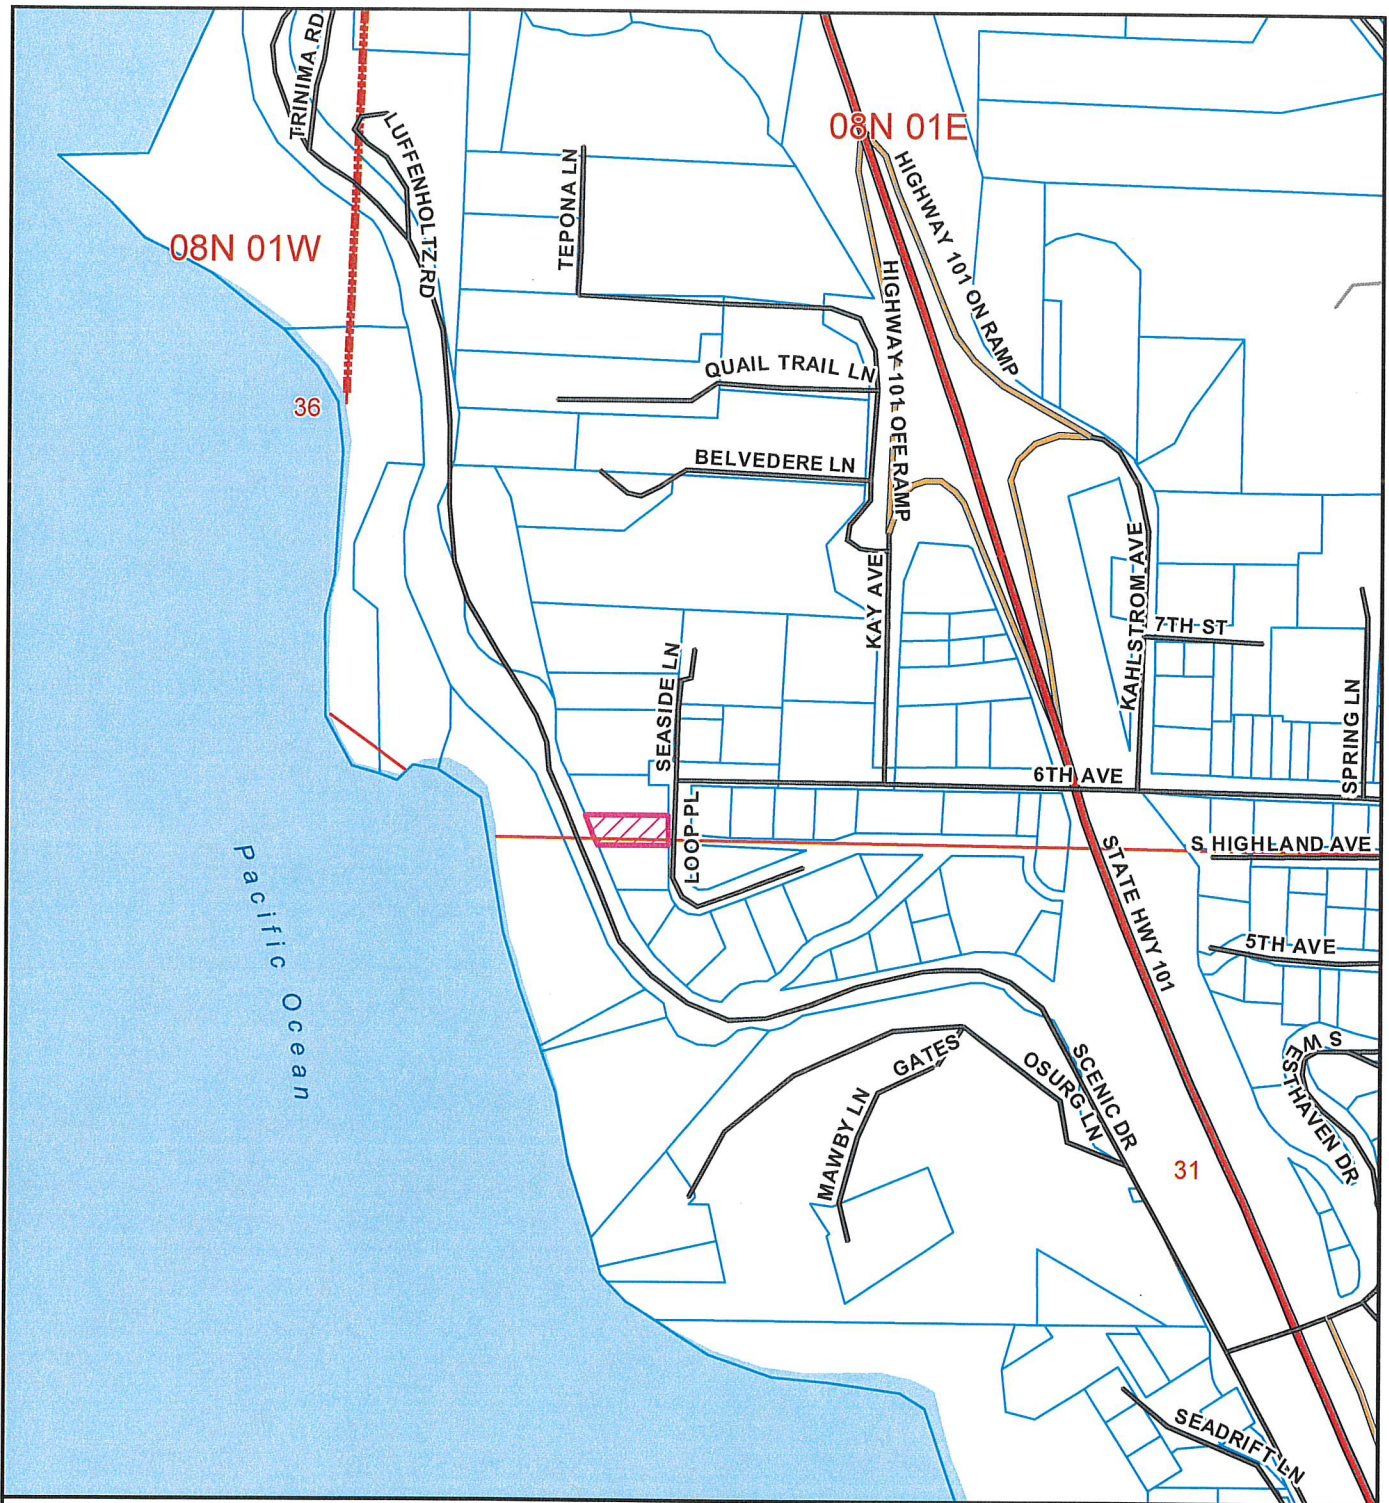 TRINIMA RD
08N 01E
LUFFENHOLTZ RD
TEPONA LN
HIGHWAY 101 ON RAMP
08N 01W
HIGHWAY 101 OFF RAMP
QUAIL TRAIL LN
36
BELVEDERE LN
KAY AVE
KAHLSTROM AVE
7TH ST
SEASIDE LN
SPRING LN
6TH AVE
LOOP PL
S HIGHLAND AVE
STATE HWY 101
Pacific Ocean
5TH AVE
S WESTHAVEN DR
GATES
OSURG LN
SCENIC DR
MAWBY LN
31
SEADRIFT LN